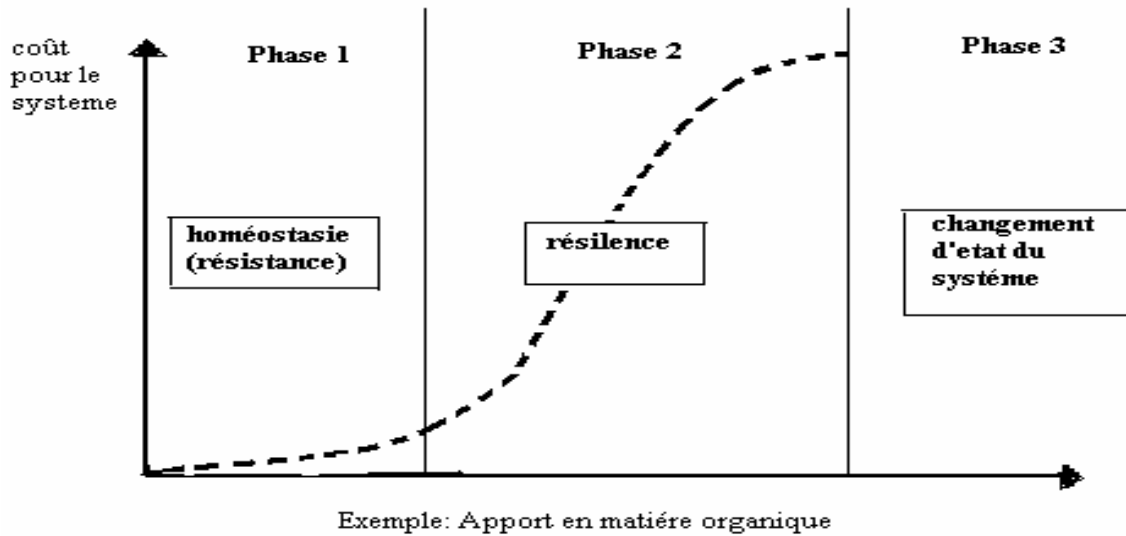 coût
pour le
systeme
Phase 1
Phase 2
Phase 3
homéostasie
(résistance)
résilence
changement
d'etat du
systéme
Exemple: Apport en matiére organique